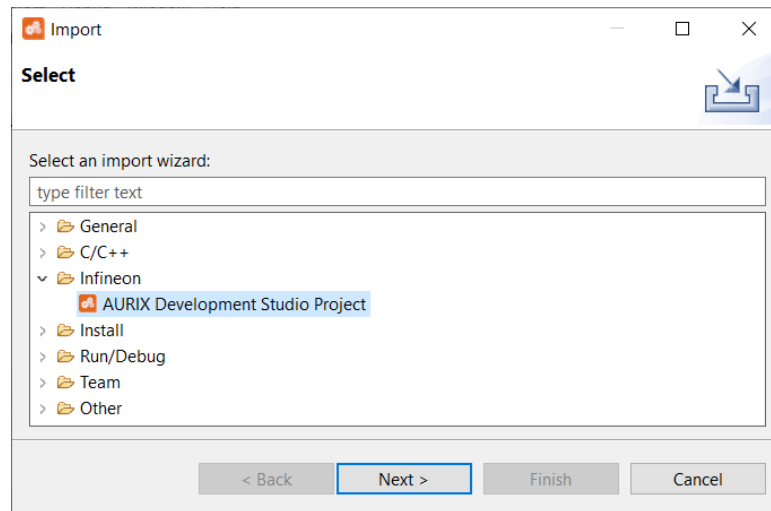 Import
Select
Select an import wizard:
type filter text
General
C/C++
Infineon
AURIX Development Studio Project
Install
Run/Debug
Team
Other
< Back Next > Finish Cancel